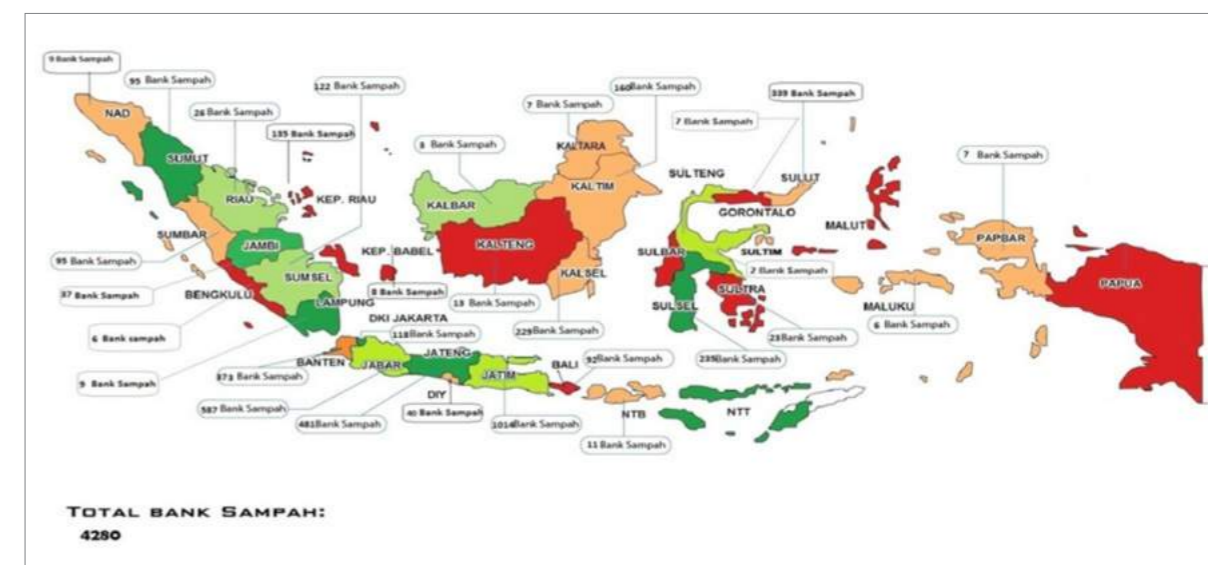 9 Bank Sampah
95 Bank Sampah
122 Bank Sampah
26 Bank Sampah
135 Bank Sampah
8 Bank Sampah
7 Bank Sampah
160Bank Sampah
339 Bank Sampah
7 Bank Sampah
7 Bank Sampah
NAD
SUMUT
RIAU
KEP. RIAU
SUMBAR
JAMBI
SUMSEL
BENGKULU
LAMPUNG
KEP. BABEL
KALBAR
KALTENG
KALTARA
KALTIM
KALSEL
SULTENG
SULUT
GORONTALO
SULBAR
SULTIM
SULTRA
SULSEL
MALUT
MALUKU
PAPBAR
PAPUA
95 Bank Sampah
87 Bank Sampah
6 Bank sampah
9 Bank Sampah
8 Bank Sampah
13 Bank Sampah
229Bank Sampah
2 Bank Sampah
23Bank Sampah
235Bank Sampah
6 Bank Sampah
DKI JAKARTA
118Bank Sampah
BANTEN
JABAR
JATENG
DIY
JATIM
BALI
NTB
NTT
373 Bank Sampah
587 Bank Sampah
481Bank Sampah
40 Bank Sampah
1014Bank Sampah
92Bank Sampah
11 Bank Sampah
TOTAL BANK SAMPAH:
4280